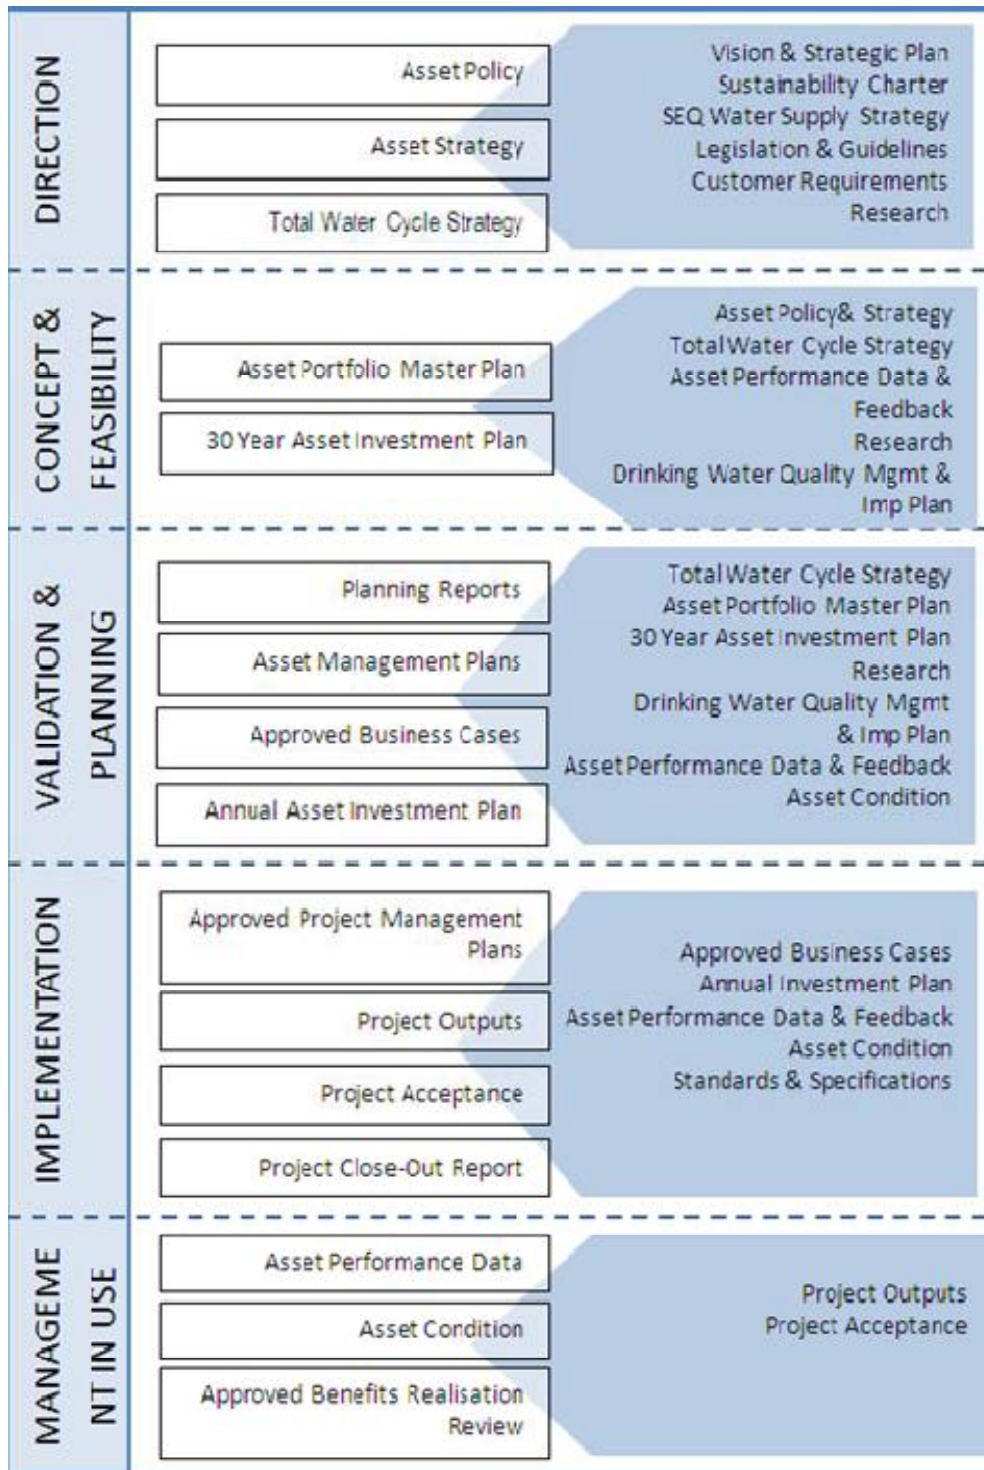 DIRECTION
Asset Policy
Asset Strategy
Total Water Cycle Strategy
Vision & Strategic Plan
Sustainability Charter
SEQ Water Supply Strategy
Legislation & Guidelines
Customer Requirements
Research
CONCEPT &
FEASIBILITY
Asset Portfolio Master Plan
30 Year Asset Investment Plan
Asset Policy& Strategy
Total Water Cycle Strategy
Asset Performance Data &
Feedback
Research
Drinking Water Quality Mgmt &
Imp Plan
VALIDATION &
PLANNING
Planning Reports
Asset Management Plans
Approved Business Cases
Annual Asset Investment Plan
Total Water Cycle Strategy
Asset Portfolio Master Plan
30 Year Asset Investment Plan
Research
Drinking Water Quality Mgmt
& Imp Plan
Asset Performance Data & Feedback
Asset Condition
IMPLEMENTATION
Approved Project Management
Plans
Project Outputs
Project Acceptance
Project Close-Out Report
Approved Business Cases
Annual Investment Plan
Asset Performance Data & Feedback
Asset Condition
Standards & Specifications
MANAGEME
NT IN USE
Asset Performance Data
Asset Condition
Approved Benefits Realisation
Review
Project Outputs
Project Acceptance